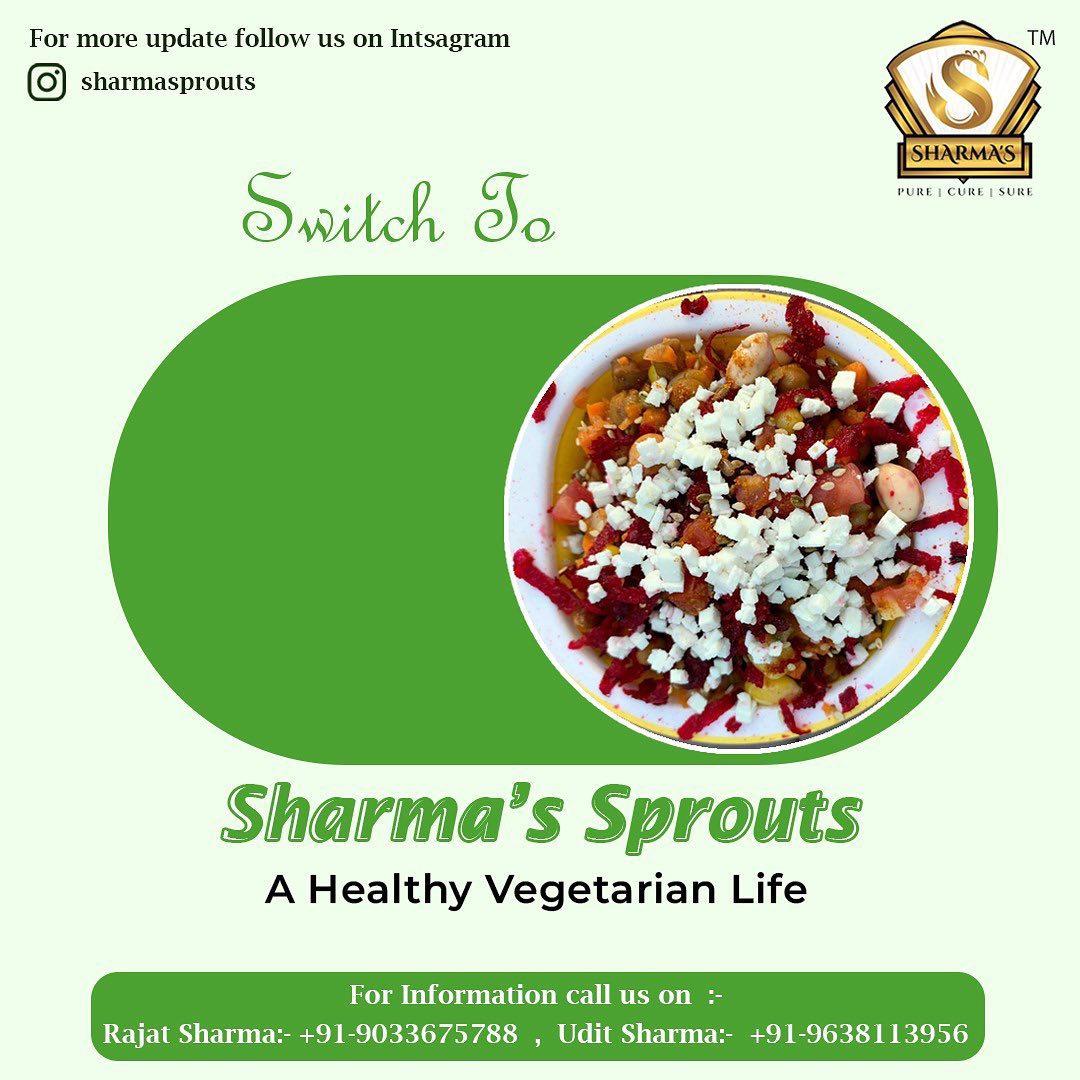 For more update follow us on Intsagram
sharmasprouts
TM
S
SHARMA'S
PURE | CURE | SURE
Switch To
Sharma's Sprouts
A Healthy Vegetarian Life
For Information call us on :-
Rajat Sharma:- +91-9033675788 , Udit Sharma:- +91-9638113956